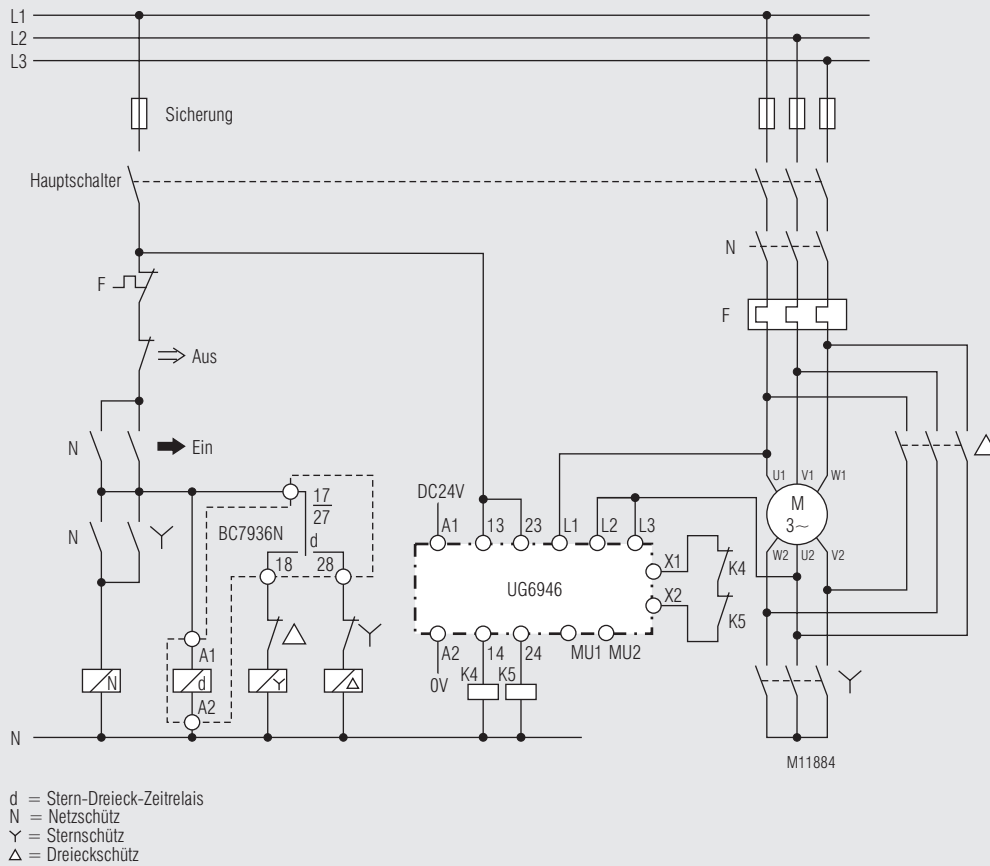 L1
L2
L3
Sicherung
Hauptschalter
N
F
F
Aus
N
Ein
DC24V
17
27
BC7936N
d
18
28
N
A1
13
23
L1
L2
L3
U1
V1
W1
M
3~
W2
U2
V2
X1
K4
UG6946
X2
K5
A1
A2
14
24
MU1
MU2
0V
K4
K5
N
d
Y
△
A2
N
Y
△
Y
△
Y
M11884
d = Stern-Dreieck-Zeitrelais
N = Netzschütz
Y = Sternschütz
△ = Dreieckschütz